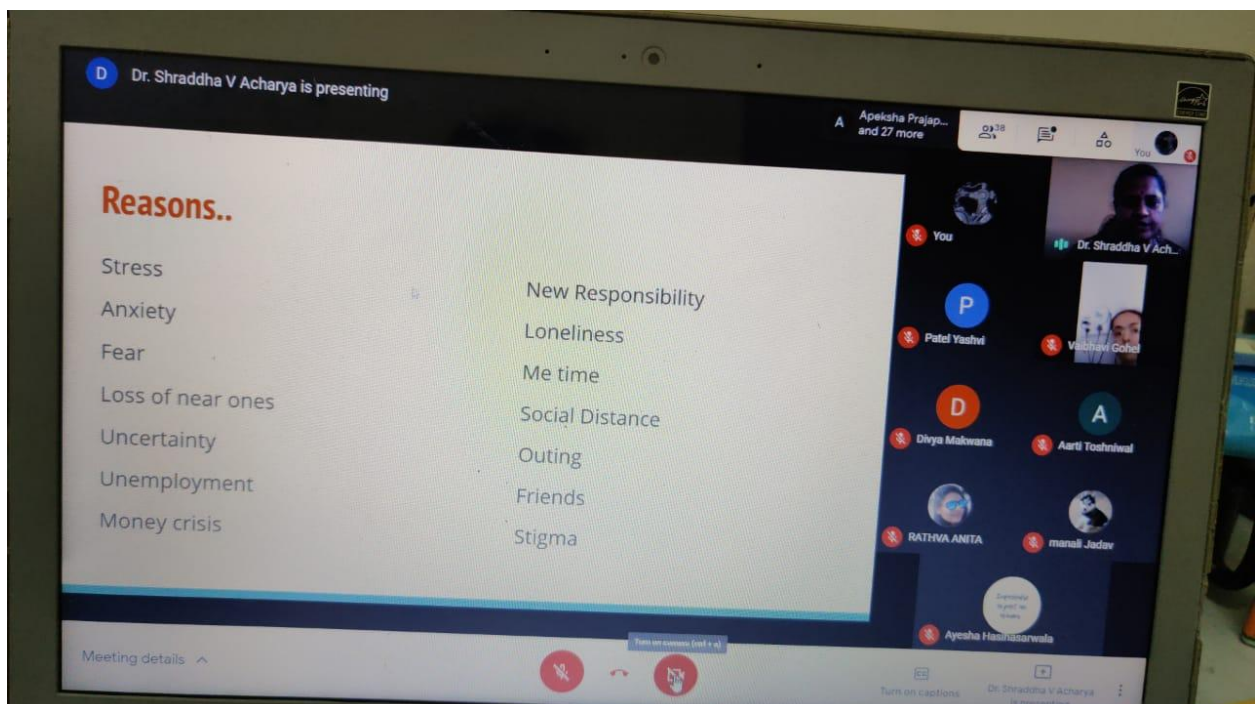 D Dr. Shraddha V Acharya is presenting
A Apeksha Prajap...
and 27 more
38
You
Reasons..
Stress
Anxiety
Fear
Loss of near ones
Uncertainty
Unemployment
Money crisis
New Responsibility
Loneliness
Me time
Social Distance
Outing
Friends
Stigma
You
Dr. Shraddha V Ach...
P
Patel Yashvi
Vaibhavi Gohel
D
Divya Makwana
A
Aarti Toshniwal
RATHVA ANITA
manali Jadav
Ayesha Hasinasarwala
Turn on camera (ctrl + e)
Meeting details
Turn on captions
Dr. Shraddha V Acharya
is presenting